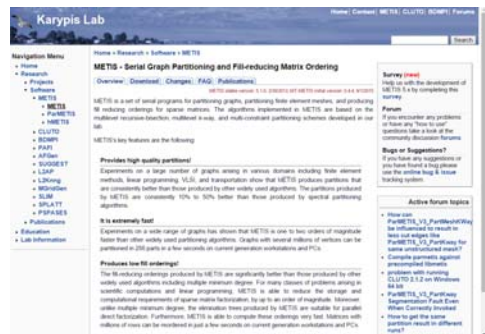 Karypis Lab
Home | Contact | METIS | CLUTO | BDMPI | Forums
Search
Navigation Menu
Home
Research
Projects
Software
METIS
METIS
ParMETIS
hMETIS
CLUTO
BDMPI
PAFI
AFGen
SUGGEST
L2AP
L2Knng
MGridGen
SLIM
SPLATT
PSPASES
Publications
Education
Lab Information
Home » Research » Software » METIS
METIS - Serial Graph Partitioning and Fill-reducing Matrix Ordering
Overview Download Changes FAQ Publications
METIS is a set of serial programs for partitioning graphs, partitioning finite element meshes, and producing
fill reducing orderings for sparse matrices. The algorithms implemented in METIS are based on the
multilevel recursive-bisection, multilevel k-way, and multi-constraint partitioning schemes developed in our
lab.
METIS's key features are the following:
Provides high quality partitions!
Experiments on a large number of graphs arising in various domains including finite element
methods, linear programming, VLSI, and transportation show that METIS produces partitions that
are consistently better than those produced by other widely used algorithms. The partitions produced
by METIS are consistently 10% to 50% better than those produced by spectral partitioning
algorithms.
It is extremely fast!
Experiments on a wide range of graphs has shown that METIS is one to two orders of magnitude
faster than other widely used partitioning algorithms. Graphs with several millions of vertices can be
partitioned in 256 parts in a few seconds on current generation workstations and PCs.
Produces low fill orderings!
The fill-reducing orderings produced by METIS are significantly better than those produced by other
widely used algorithms including multiple minimum degree. For many classes of problems arising in
scientific computations and linear programming, METIS is able to reduce the storage and
computational requirements of sparse matrix factorization, by up to an order of magnitude. Moreover,
unlike multiple minimum degree, the elimination trees produced by METIS are suitable for parallel
direct factorization. Furthermore, METIS is able to compute these orderings very fast. Matrices with
millions of rows can be reordered in just a few seconds on current generation workstations and PCs.
Survey (new)
Help us with the development of
METIS 5.x by completing this
survey.
Forum
If you encounter any problems
or have any "how to use"
questions take a look at the
community discussion forums
Bugs or Suggestions?
If you have any suggestions or
you have found a bug please
use the online bug & issue
tracking system.
Active forum topics
How can
ParMETIS_V3_PartMeshKWay
be influenced to result in
less cut edges like
ParMETIS_V3_PartKway for
same unstructured mesh?
Compile parmetis against
precompiled libmetis
problem with running
CLUTO 2.1.2 on Windows
64 bit
ParMETIS_V3_PartKway
Segmentation Fault Even
When Currently Invoked
How to get the same
partition result in different
runs?